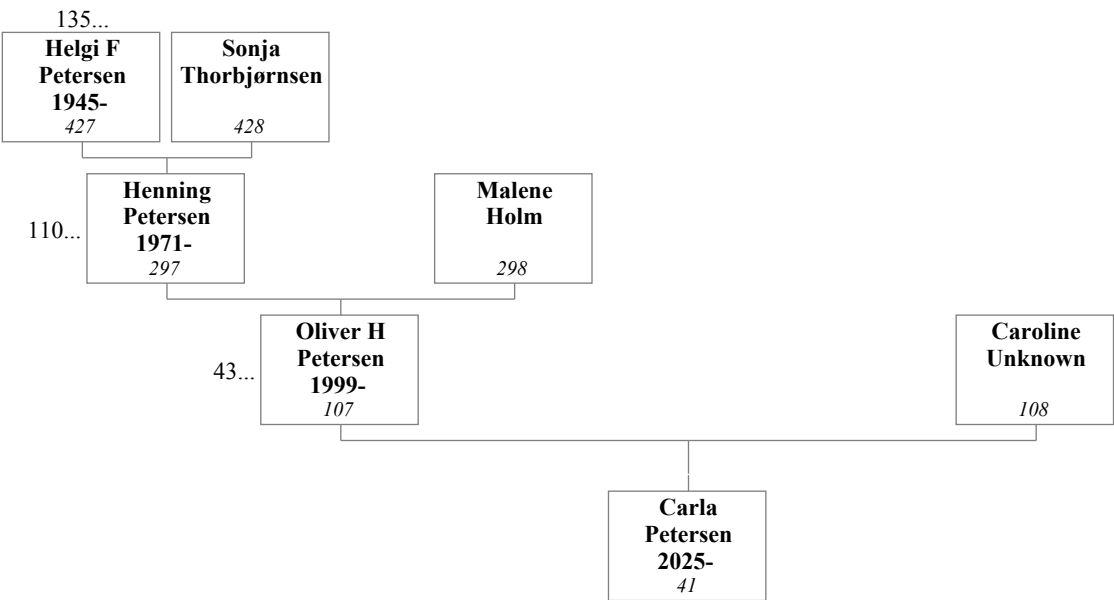 135...
Helgi F
Petersen
1945-
427
Sonja
Thorbjørnsen
428
110...
Henning
Petersen
1971-
297
Malene
Holm
298
43...
Oliver H
Petersen
1999-
107
Caroline
Unknown
108
Carla
Petersen
2025-
41